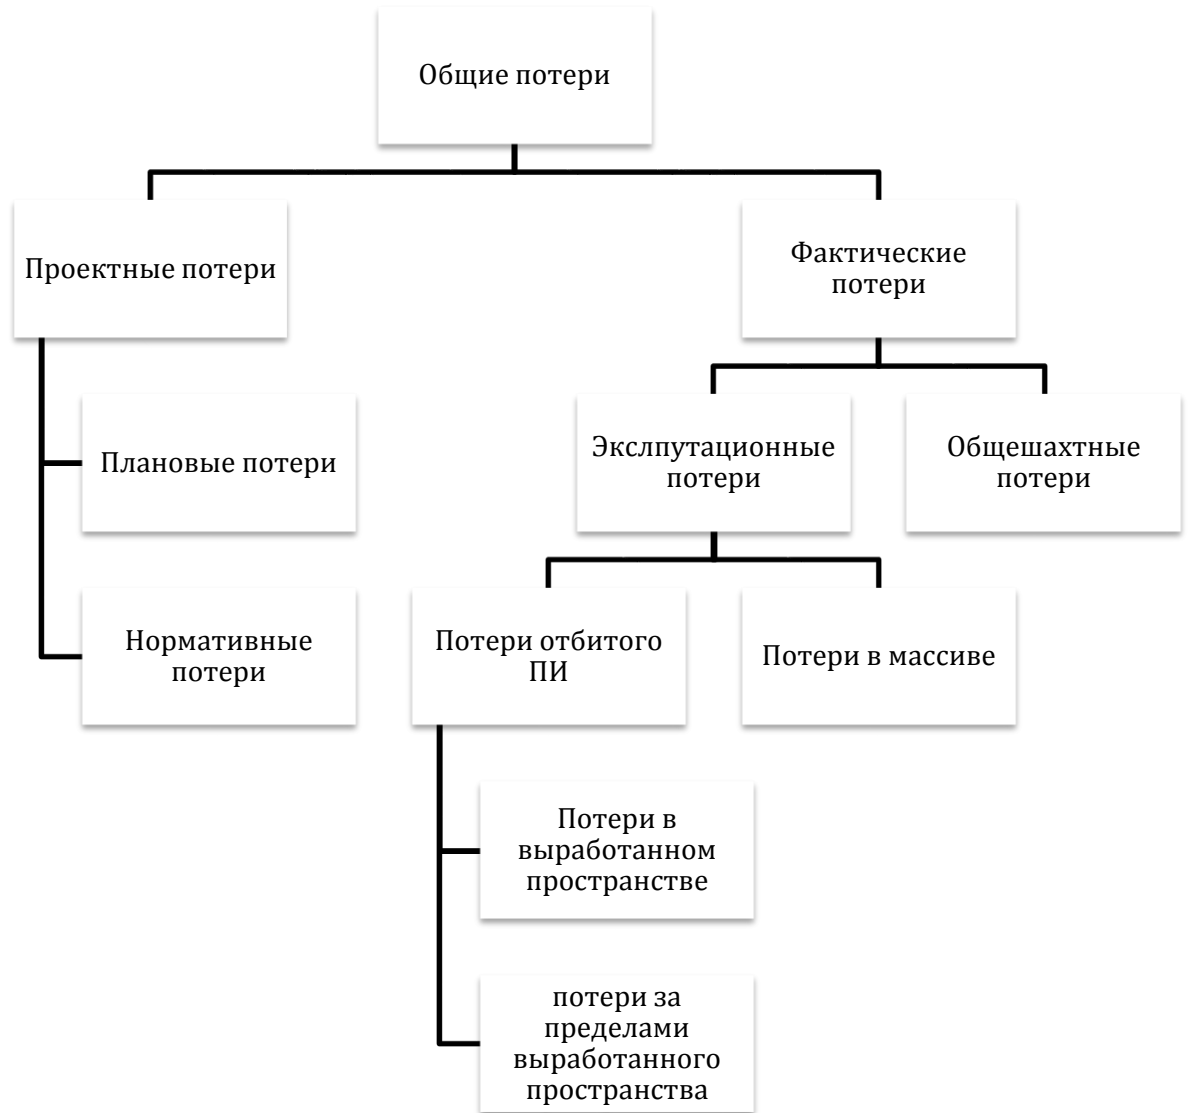 Общие потери
Проектные потери
Фактические
потери
Плановые потери
Экслпутационные
потери
Общешахтные
потери
Нормативные
потери
Потери отбитого
ПИ
Потери в массиве
Потери в
выработанном
пространстве
потери за
пределами
выработанного
пространства